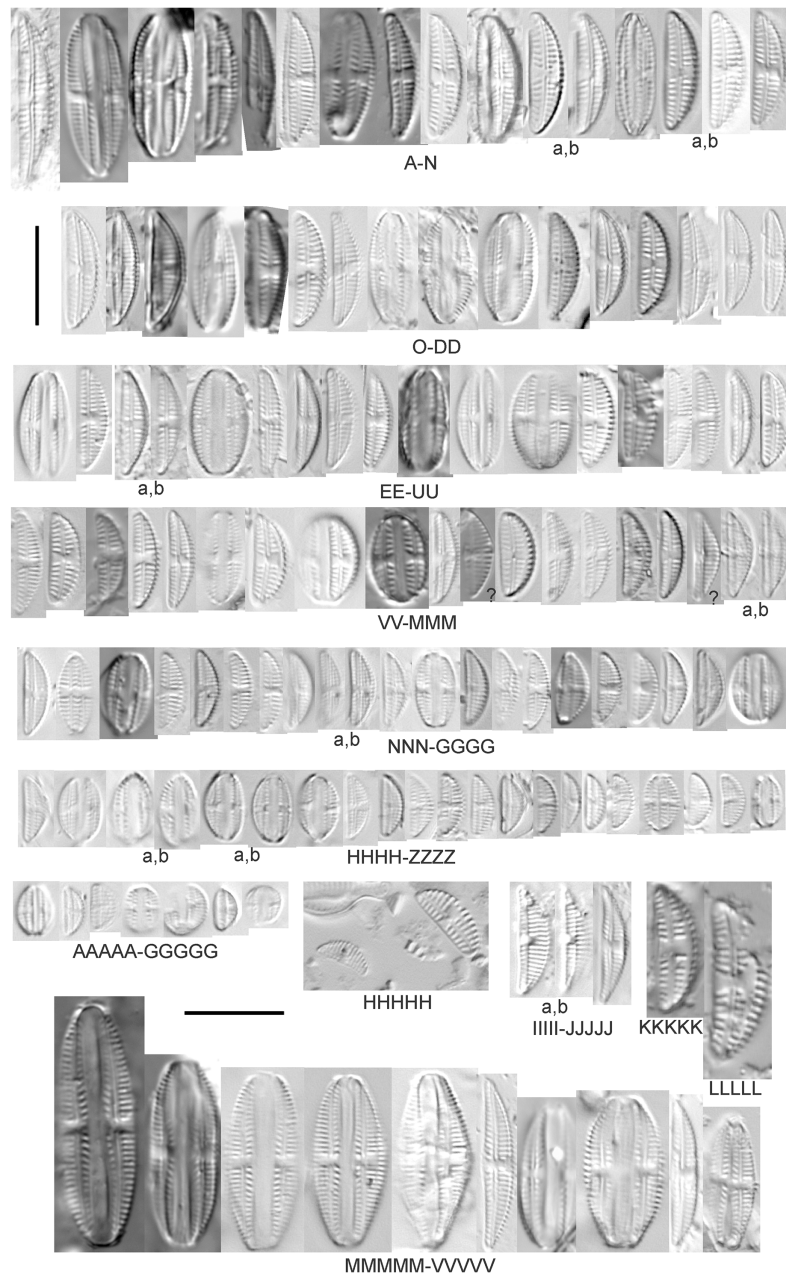 a,b
a,b
A-N
O-DD
a,b
EE-UU
?
?
VV-MMM
a,b
a,b
NNN-GGGG
a,b
a,b
HHHH-ZZZZ
AAAAA-GGGGG
HHHHH
a,b
IIIII-JJJJJ
KKKKK
LLLLL
MMMMM-VVVVV